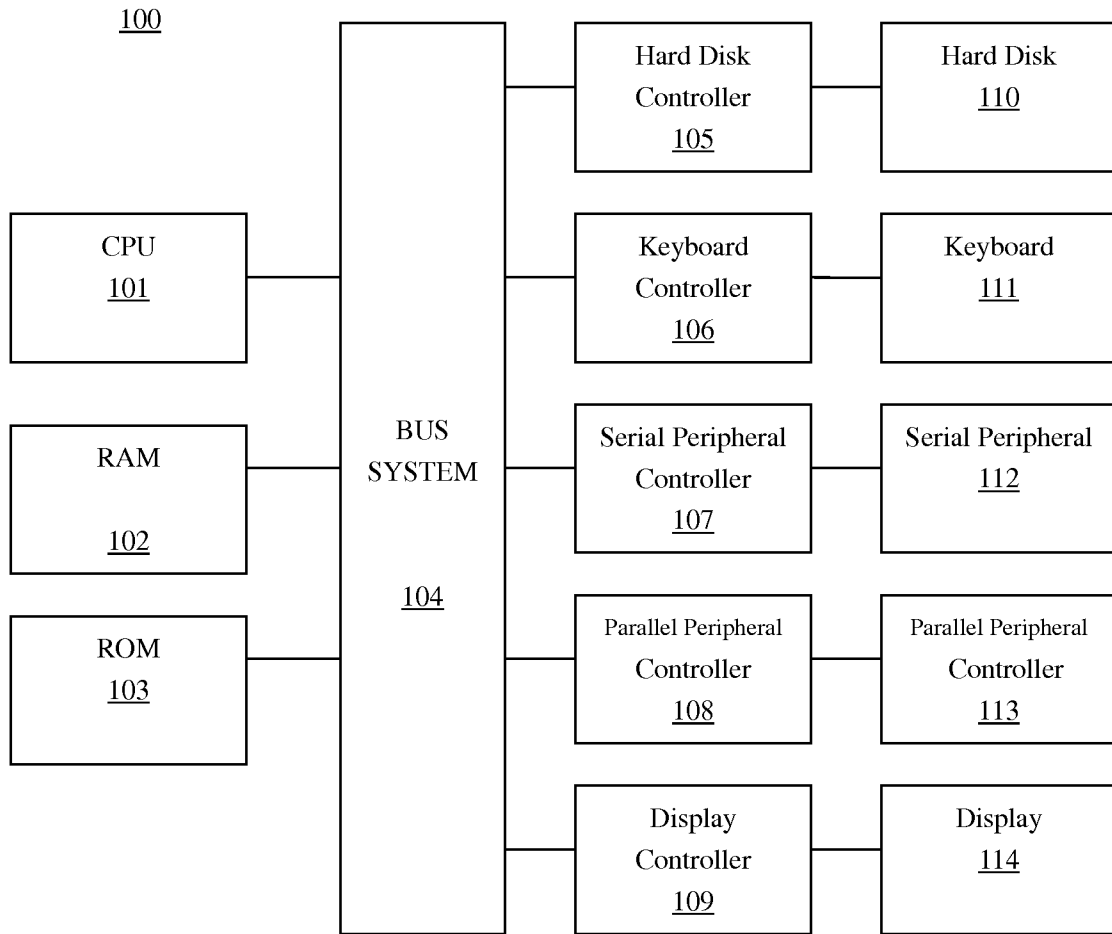 100
CPU
101
RAM
102
ROM
103
BUS
SYSTEM
104
Hard Disk
Controller
105
Hard Disk
110
Keyboard
Controller
106
Keyboard
111
Serial Peripheral
Controller
107
Serial Peripheral
112
Parallel Peripheral
Controller
108
Parallel Peripheral
Controller
113
Display
Controller
109
Display
114